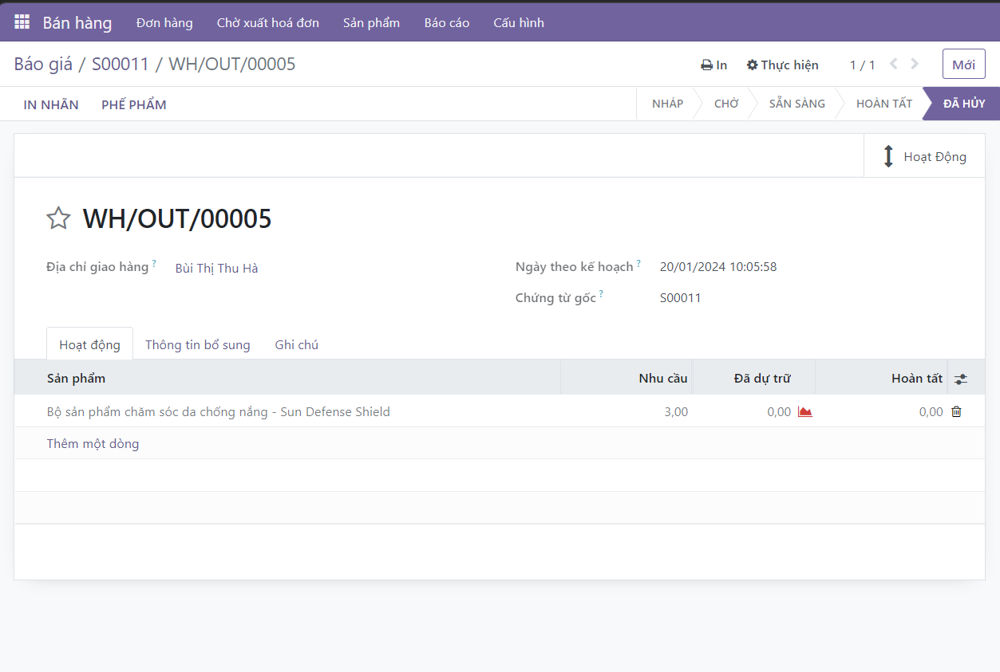 Bán hàng Đơn hàng Chờ xuất hoá đơn Sản phẩm Báo cáo Cấu hình
Báo giá / S00011 / WH/OUT/00005 In Thực hiện 1 / 1 Mới
IN NHÃN PHẾ PHẨM NHÁP CHỜ SẴN SÀNG HOÀN TẤT ĐÃ HỦY
Hoạt Động
WH/OUT/00005
Địa chỉ giao hàng ? Bùi Thị Thu Hà Ngày theo kế hoạch ? 20/01/2024 10:05:58
Chứng từ gốc ? S00011
Hoạt động Thông tin bổ sung Ghi chú
Sản phẩm Nhu cầu Đã dự trữ Hoàn tất
Bộ sản phẩm chăm sóc da chống nắng - Sun Defense Shield 3,00 0,00 0,00
Thêm một dòng